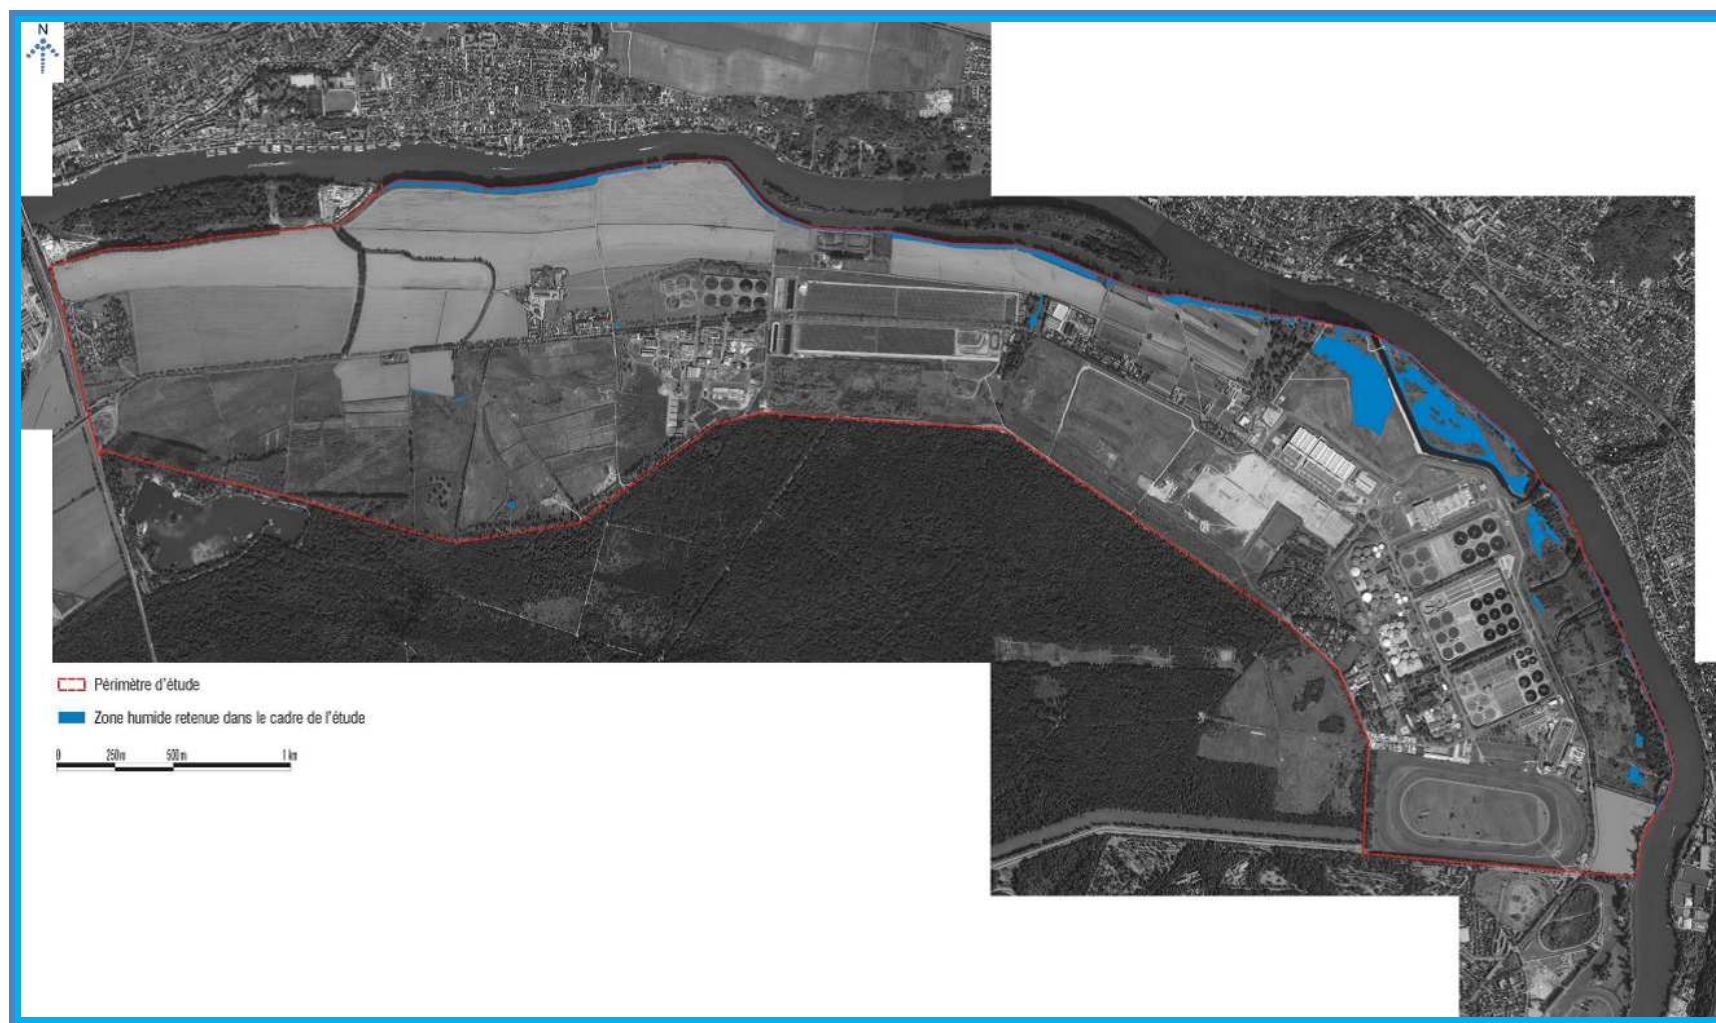 N
Périmètre d'étude
Zone humide retenue dans le cadre de l'étude
0 250m 500m 1 km